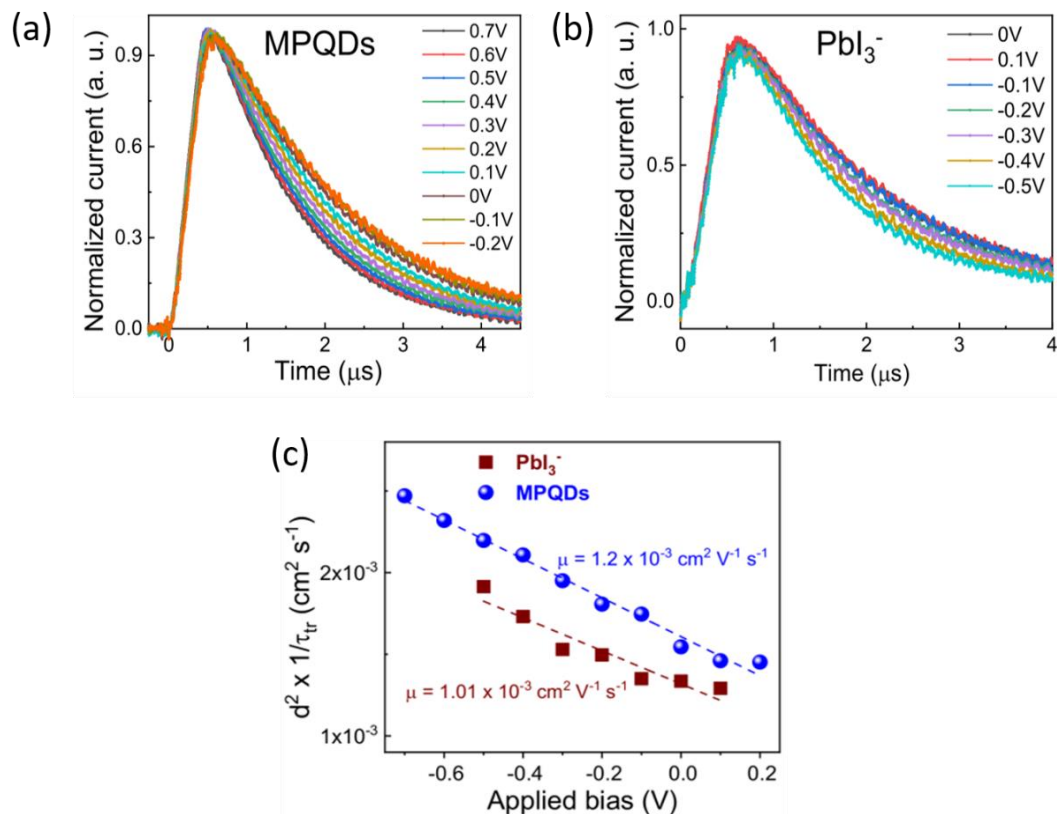 (a)
MPQDs
0.7V
0.6V
0.5V
0.4V
0.3V
0.2V
0.1V
0V
-0.1V
-0.2V
Normalized current (a. u.)
0.9
0.6
0.3
0.0
0 1 2 3 4
Time (μs)
(b)
PbI₃⁻
0V
0.1V
-0.1V
-0.2V
-0.3V
-0.4V
-0.5V
Normalized current (a. u.)
1.0
0.5
0.0
0 1 2 3 4
Time (μs)
(c)
PbI₃⁻
MPQDs
μ = 1.2 x 10⁻³ cm² V⁻¹ s⁻¹
μ = 1.01 x 10⁻³ cm² V⁻¹ s⁻¹
d² x 1/τtr (cm² s⁻¹)
2x10⁻³
1x10⁻³
-0.6 -0.4 -0.2 0.0 0.2
Applied bias (V)